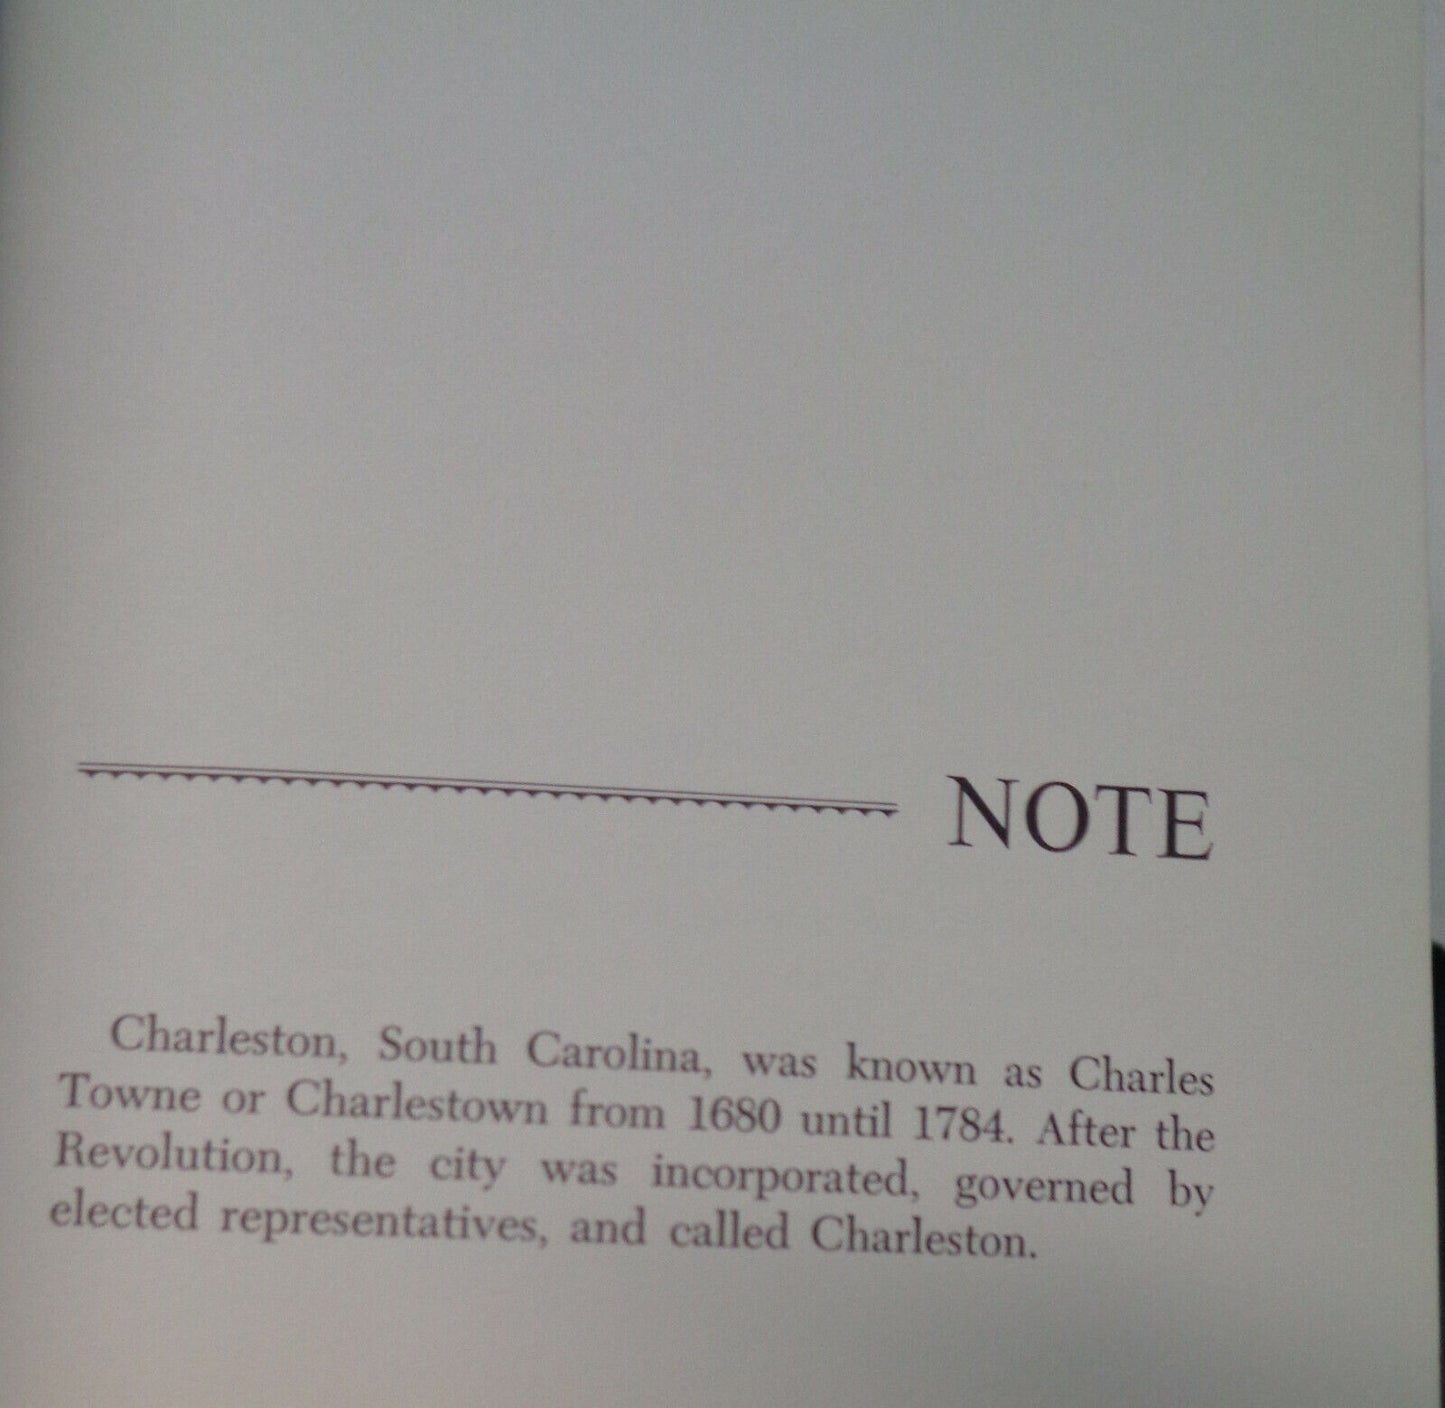 NOTE
Charleston, South Carolina, was known as Charles
Towne or Charlestown from 1680 until 1784. After the
Revolution, the city was incorporated, governed by
elected representatives, and called Charleston.